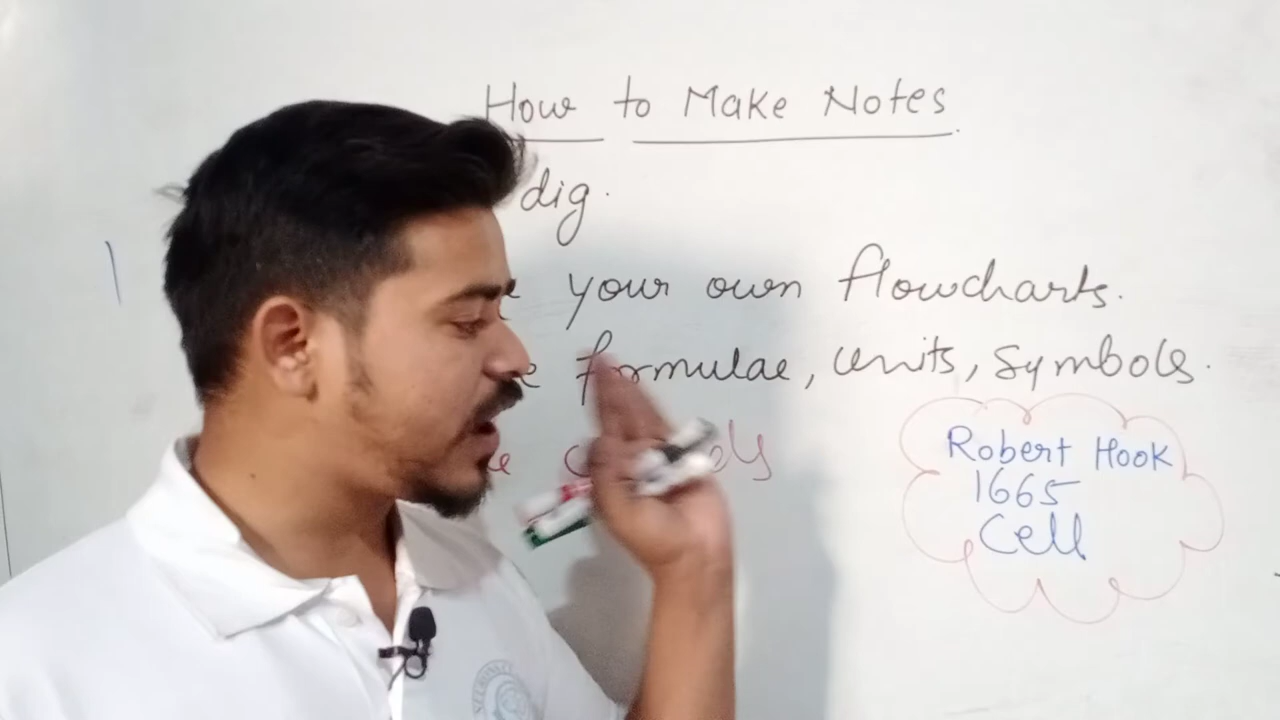 How to Make Notes
dig.
your own flowcharts.
formulae, units, symbols.
Robert Hook
1665
Cell